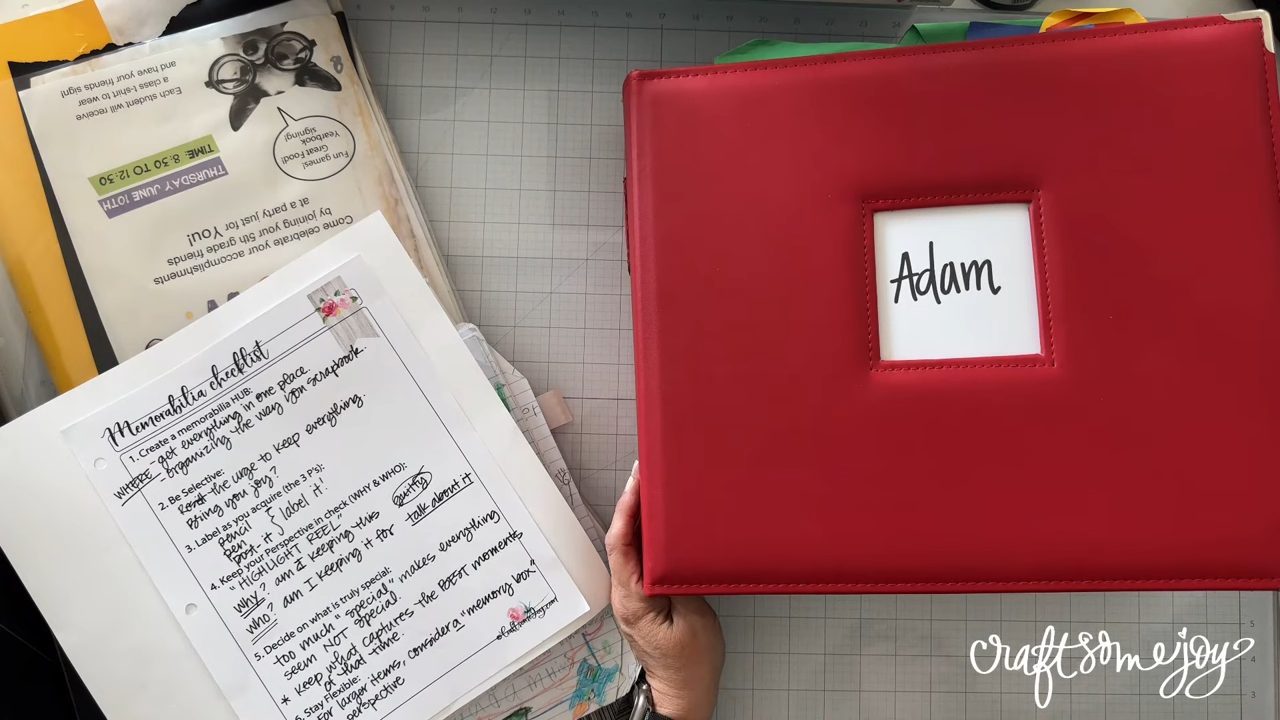 Each student will receive
a class t-shirt to wear
and have your friends sign!
Fun games!
Great Food!
Yearbook
signing!
TIME: 8:30 TO 12:30
THURSDAY JUNE 10TH
at a party just for You!
by joining your 5th grade friends
Come celebrate your accomplishments
Memorabilia checklist
1. Create a memorabilia HUB:
WHERE - get everything in one place
- organizing the way you scrapbook.
2. Be Selective:
Resist the urge to keep everything.
Bring you joy?
3. Label as you acquire (the 3 P's):
pencil
pen
post-it
label it!
4. Keep your Perspective in check (WHY & WHO):
"HIGHLIGHT REEL"
quantity
why? am I keeping this
who? am I keeping it for
talk about it
5. Decide on what is truly special:
too much "special" makes everything
seem NOT special.
* keep what captures the BEST moments
of that time.
6. Stay Flexible:
For larger items, consider a "memory box"
perspective
Adam
craftsomejoy